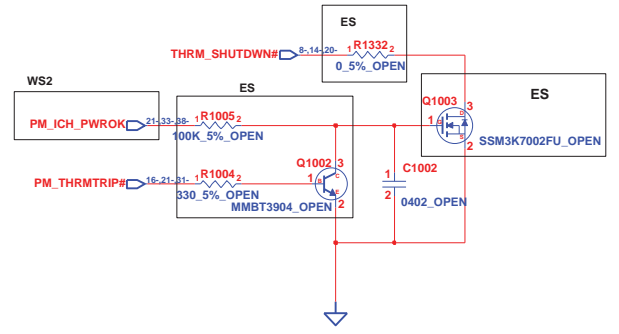 ES
THRM_SHUTDWN#
8-,14-,20-
1 R1332 2
0_5%_OPEN
WS2
ES
ES
PM_ICH_PWROK
21-,33-,38-
1 R1005 2
100K_5%_OPEN
Q1003
3
1
G
D
S
2
SSM3K7002FU_OPEN
PM_THRMTRIP#
16-,21-,31-
1 R1004 2
330_5%_OPEN
Q1002
3
1
B
C
E
2
MMBT3904_OPEN
C1002
1
2
0402_OPEN